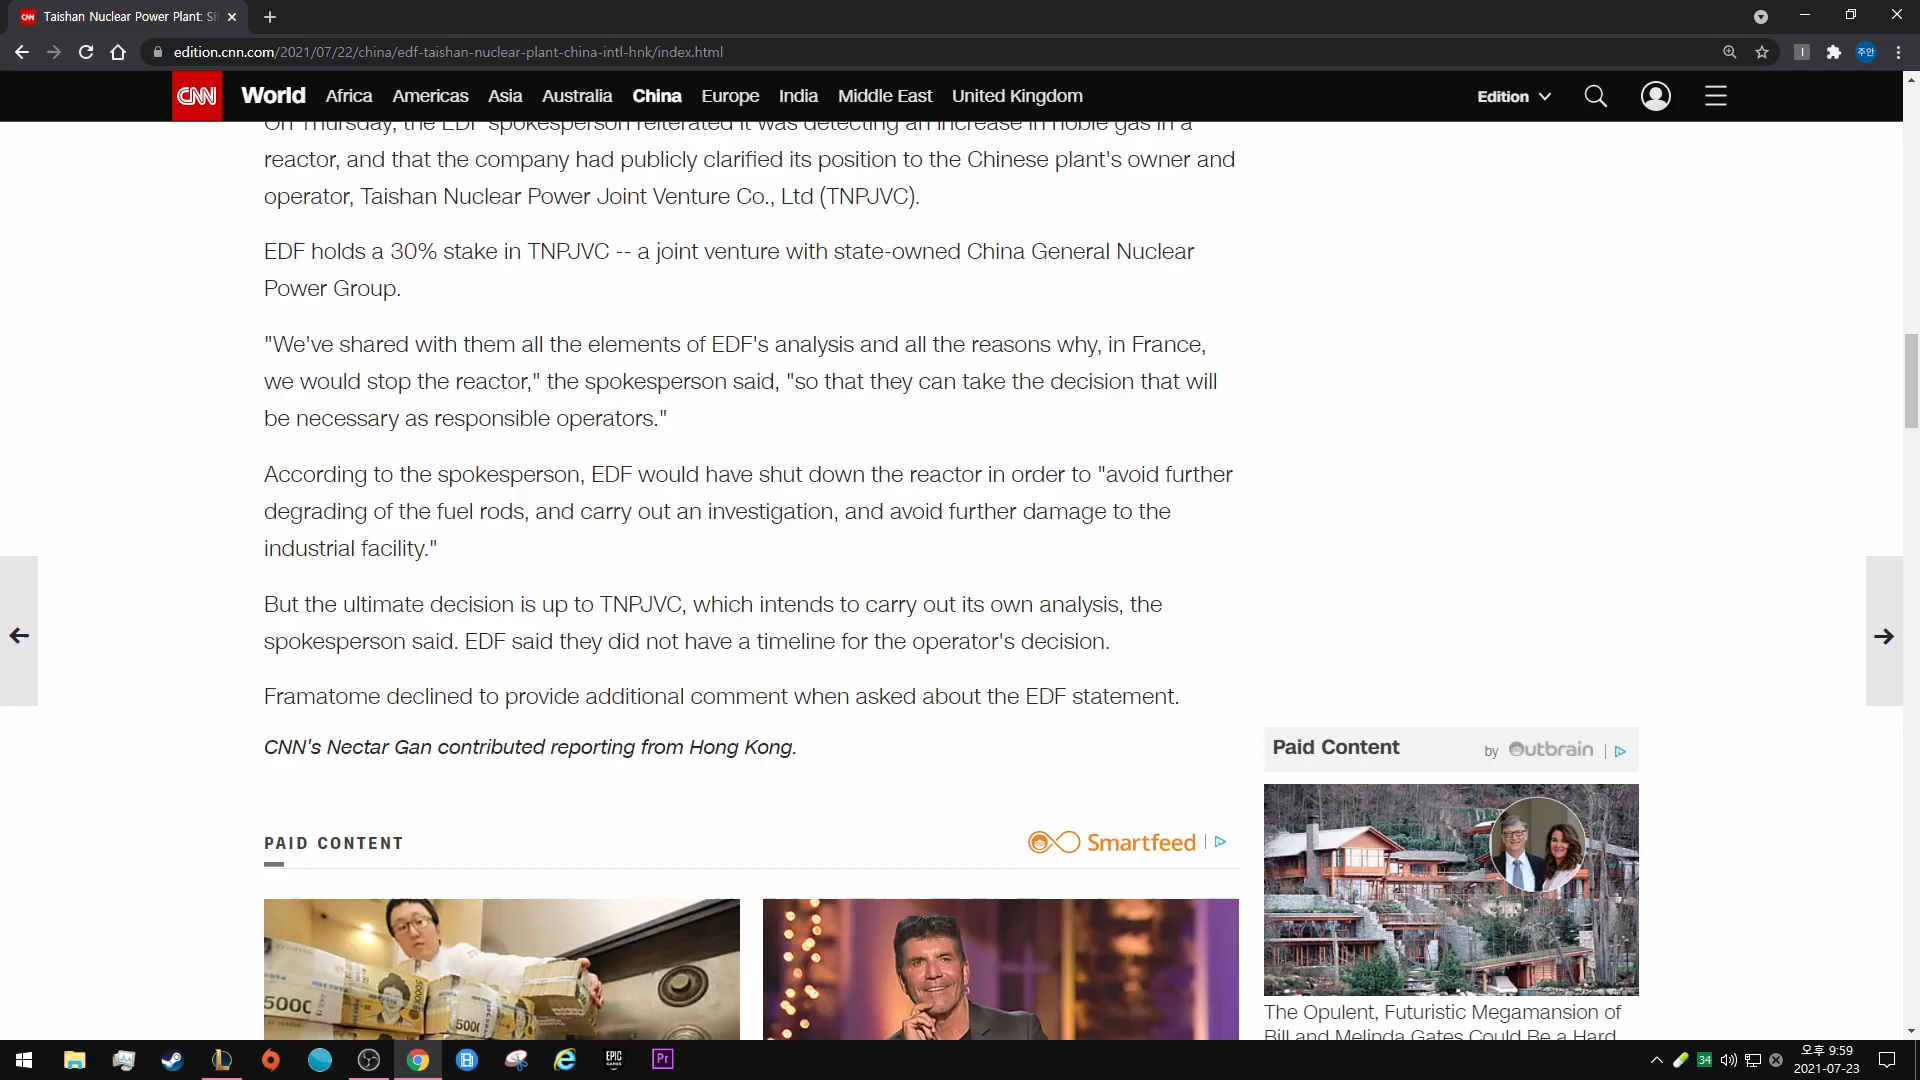 Taishan Nuclear Power Plant: Si
edition.cnn.com/2021/07/22/china/edf-taishan-nuclear-plant-china-intl-hnk/index.html
주안
CNN World Africa Americas Asia Australia China Europe India Middle East United Kingdom Edition
On Thursday, the EDF spokesperson reiterated it was detecting an increase in noble gas in a
reactor, and that the company had publicly clarified its position to the Chinese plant's owner and
operator, Taishan Nuclear Power Joint Venture Co., Ltd (TNPJVC).
EDF holds a 30% stake in TNPJVC -- a joint venture with state-owned China General Nuclear
Power Group.
"We've shared with them all the elements of EDF's analysis and all the reasons why, in France,
we would stop the reactor," the spokesperson said, "so that they can take the decision that will
be necessary as responsible operators."
According to the spokesperson, EDF would have shut down the reactor in order to "avoid further
degrading of the fuel rods, and carry out an investigation, and avoid further damage to the
industrial facility."
But the ultimate decision is up to TNPJVC, which intends to carry out its own analysis, the
spokesperson said. EDF said they did not have a timeline for the operator's decision.
Framatome declined to provide additional comment when asked about the EDF statement.
CNN's Nectar Gan contributed reporting from Hong Kong.
Paid Content by Outbrain
PAID CONTENT
Smartfeed
The Opulent, Futuristic Megamansion of
Bill and Melinda Gates Could Be a Hard
EPIC
GAMES
Pr
34
오후 9:59
2021-07-23